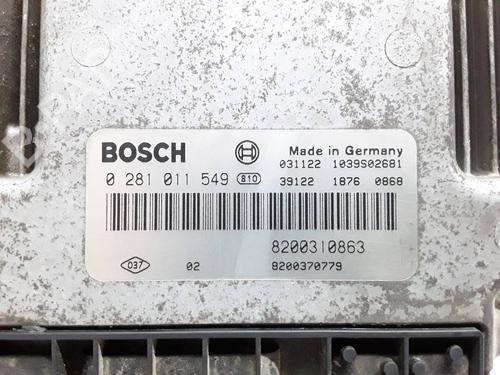 BOSCH
Made in Germany
031122 1039S02681
0 281 011 549 810
39122 1876 0868
8200310863
037 02 8200370779